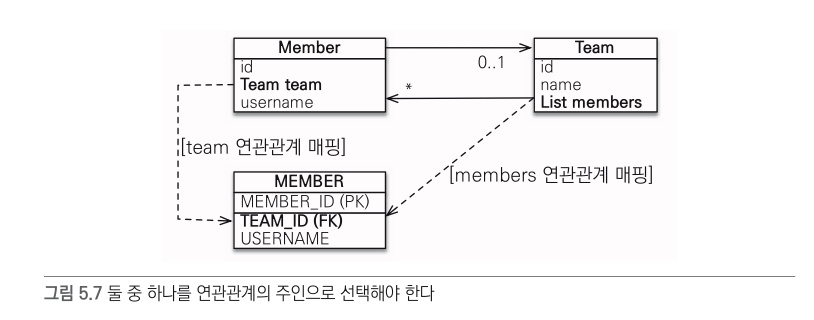 Member
id
Team team
username
0..1
*
Team
id
name
List members
[team 연관관계 매핑]
[members 연관관계 매핑]
MEMBER
MEMBER_ID (PK)
TEAM_ID (FK)
USERNAME
그림 5.7 둘 중 하나를 연관관계의 주인으로 선택해야 한다